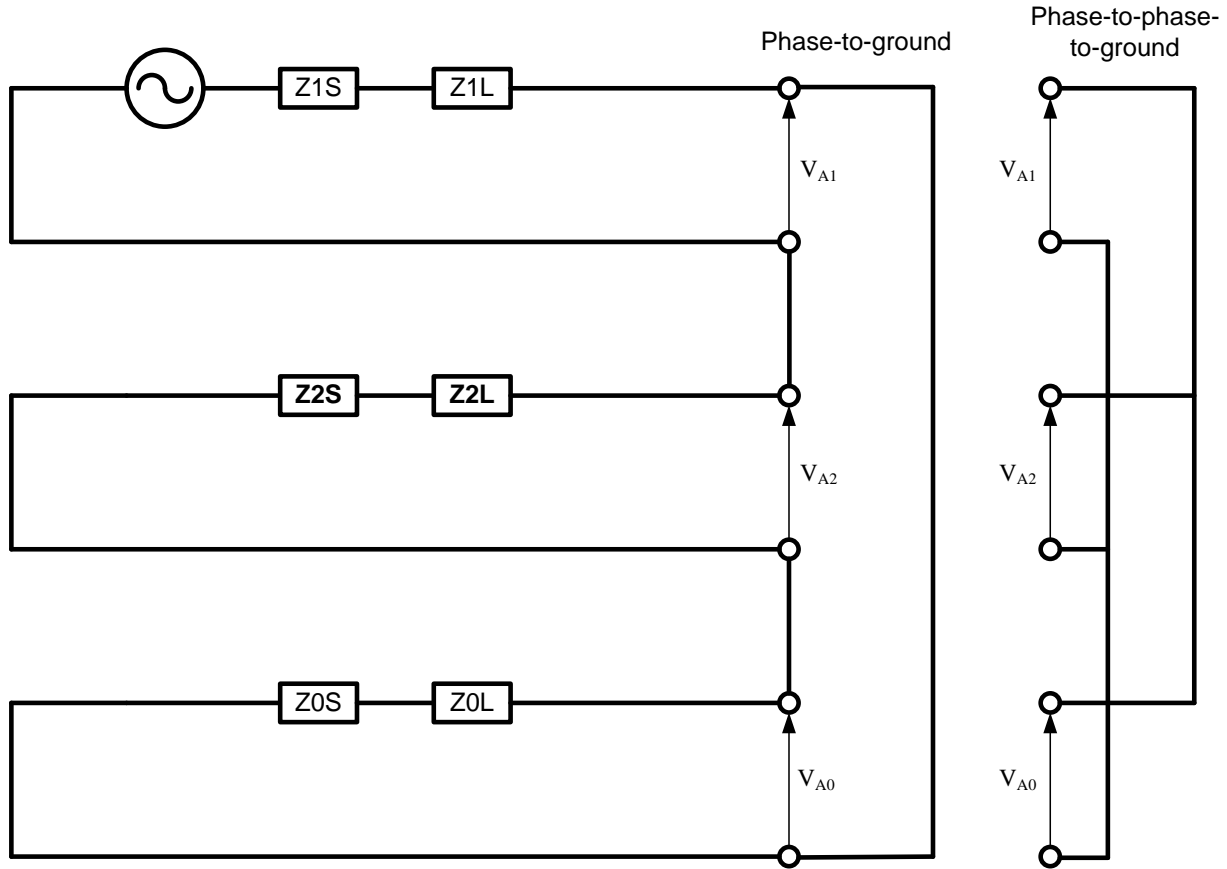 Phase-to-ground
Phase-to-phase-
to-ground
Z1S
Z1L
VA1
VA1
Z2S
Z2L
VA2
VA2
Z0S
Z0L
VA0
VA0